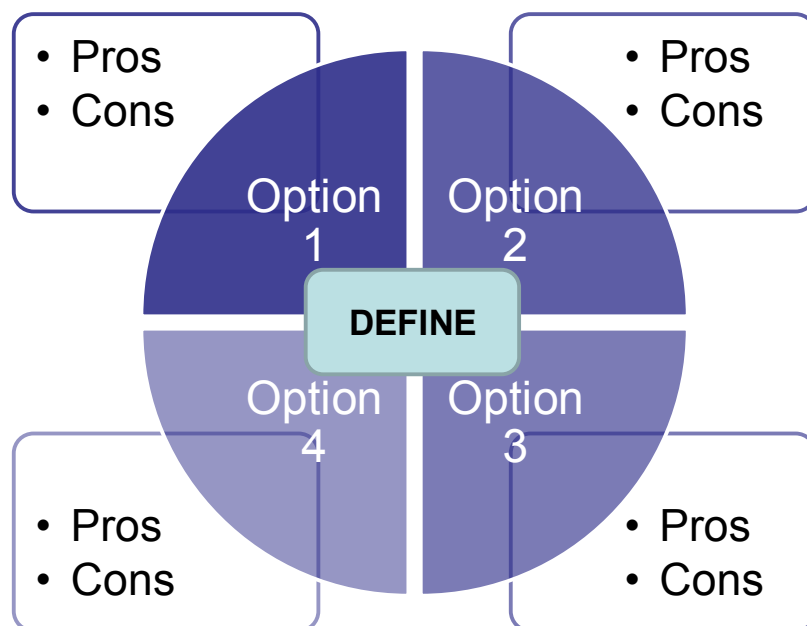 • Pros
• Cons
• Pros
• Cons
Option
1
Option
2
DEFINE
Option
4
Option
3
• Pros
• Cons
• Pros
• Cons